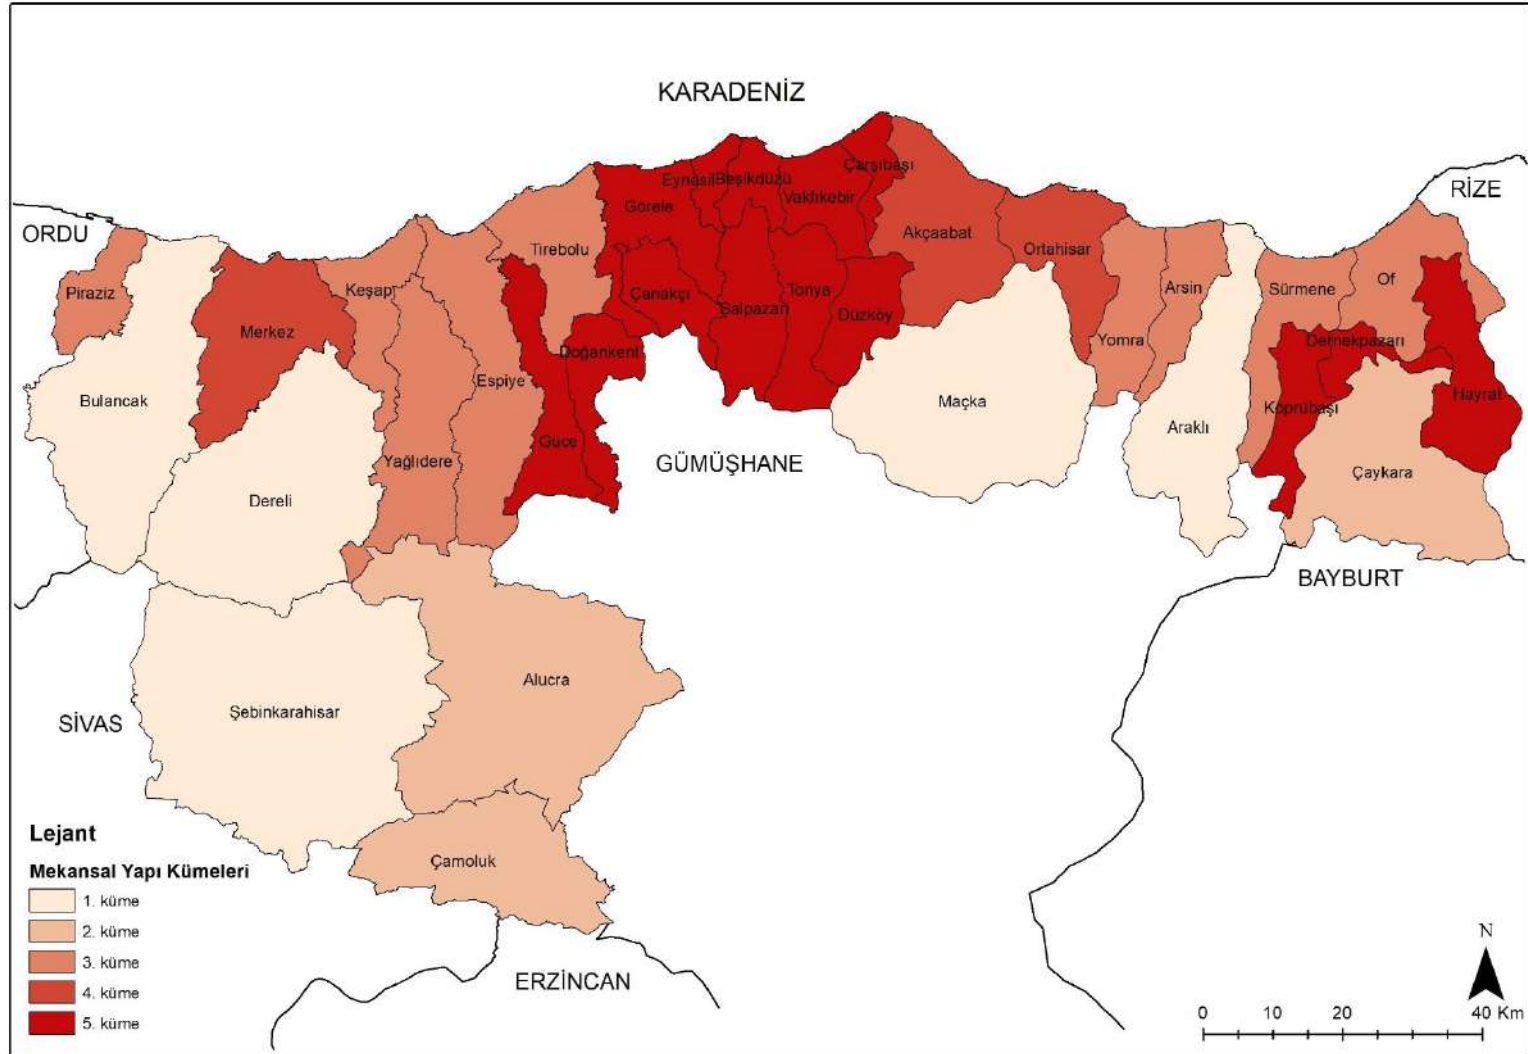 KARADENİZ
RİZE
ORDU
Çarşıbaşı
Eynesil
Beşikdüzü
Vakfıkebir
Görele
Akçaabat
Ortahisar
Tirebolu
Piraziz
Keşap
Çanakçı
Tonya
Şalpazarı
Düzköy
Arsin
Sürmene
Of
Merkez
Yomra
Dernekpazarı
Doğankent
Espiye
Bulancak
Maçka
Hayrat
Köprübaşı
Araklı
Güce
Yağlıdere
GÜMÜŞHANE
Çaykara
Dereli
BAYBURT
Alucra
Şebinkarahisar
SİVAS
Çamoluk
ERZİNCAN
Lejant
Mekansal Yapı Kümeleri
1. küme
2. küme
3. küme
4. küme
5. küme
N
0 10 20 40 Km